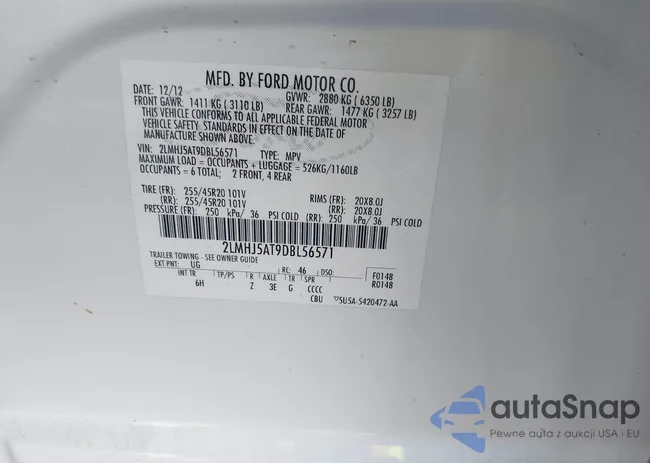 MFD. BY FORD MOTOR CO.
DATE: 12/12 GVWR: 2880 KG ( 6350 LB)
FRONT GAWR: 1411 KG ( 3110 LB) REAR GAWR: 1477 KG ( 3257 LB)
THIS VEHICLE CONFORMS TO ALL APPLICABLE FEDERAL MOTOR
VEHICLE SAFETY STANDARDS IN EFFECT ON THE DATE OF
MANUFACTURE SHOWN ABOVE.
VIN: 2LMHJ5AT9DBL56571 TYPE: MPV
MAXIMUM LOAD = OCCUPANTS + LUGGAGE = 526KG/1160LB
OCCUPANTS = 6 TOTAL; 2 FRONT, 4 REAR
TIRE (FR): 255/45R20 101V RIMS (FR): 20X8.0J
(RR): 255/45R20 101V (RR): 20X8.0J
PRESSURE (FR): 250 kPa/ 36 PSI COLD (RR): 250 kPa/ 36 PSI COLD
2LMHJ5AT9DBL56571
TRAILER TOWING - SEE OWNER GUIDE
EXT PNT: UG RC: 46 DSO: F0148
R0148
INT TR TP/PS R AXLE TR SPR
6H Z 3E G CCCC
CBU 5U5A-5420472-AA
autaSnap
Pewne auta z aukcji USA i EU